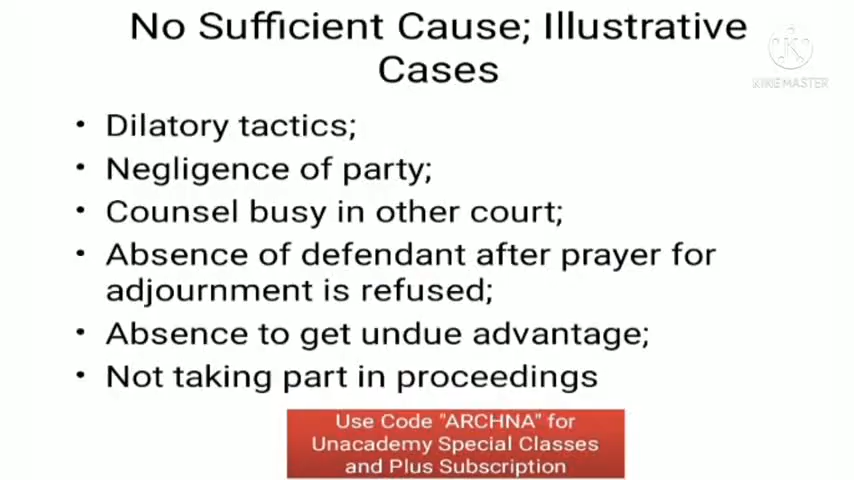 No Sufficient Cause; Illustrative
Cases
KINEMASTER
• Dilatory tactics;
• Negligence of party;
• Counsel busy in other court;
• Absence of defendant after prayer for
adjournment is refused;
• Absence to get undue advantage;
• Not taking part in proceedings
Use Code "ARCHNA" for
Unacademy Special Classes
and Plus Subscription